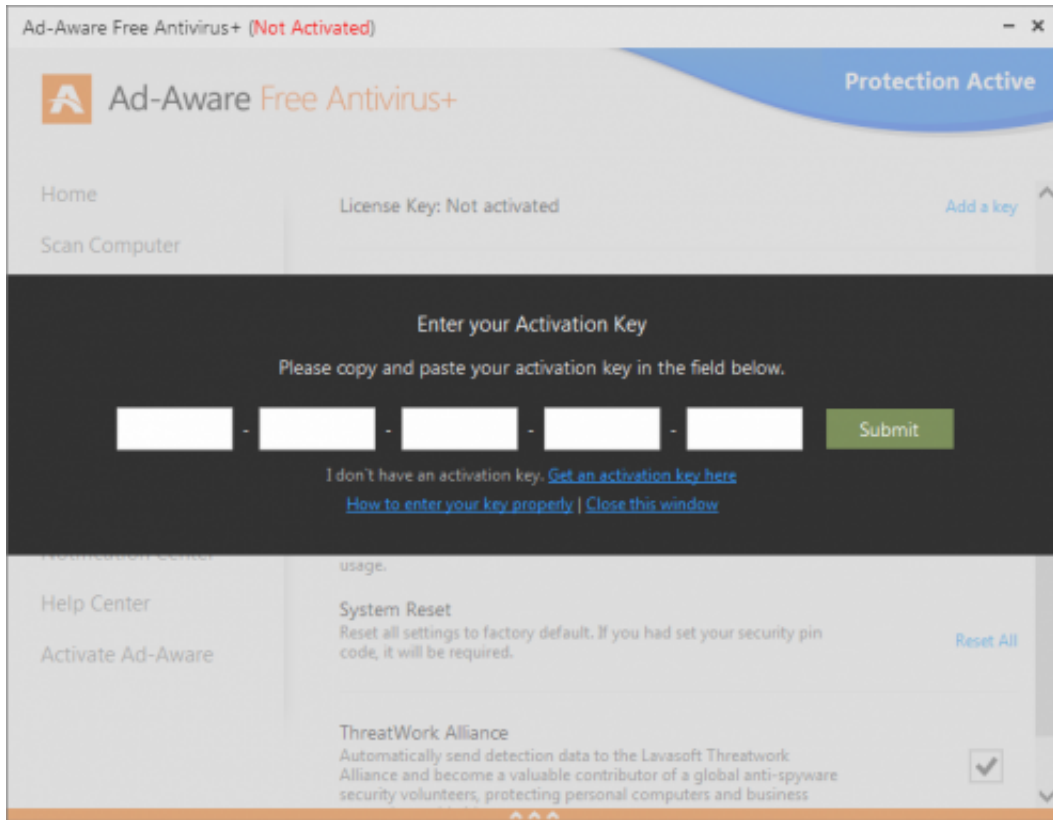 Ad-Aware Free Antivirus+ (Not Activated)
Ad-Aware Free Antivirus+
Protection Active
Home
License Key: Not activated
Add a key
Scan Computer
Enter your Activation Key
Please copy and paste your activation key in the field below.
- - - - Submit
I don't have an activation key. Get an activation key here
How to enter your key properly | Close this window
Notification Center
usage.
Help Center
System Reset
Reset all settings to factory default. If you had set your security pin
code, it will be required.
Reset All
Activate Ad-Aware
ThreatWork Alliance
Automatically send detection data to the Lavasoft Threatwork
Alliance and become a valuable contributor of a global anti-spyware
security volunteers, protecting personal computers and business